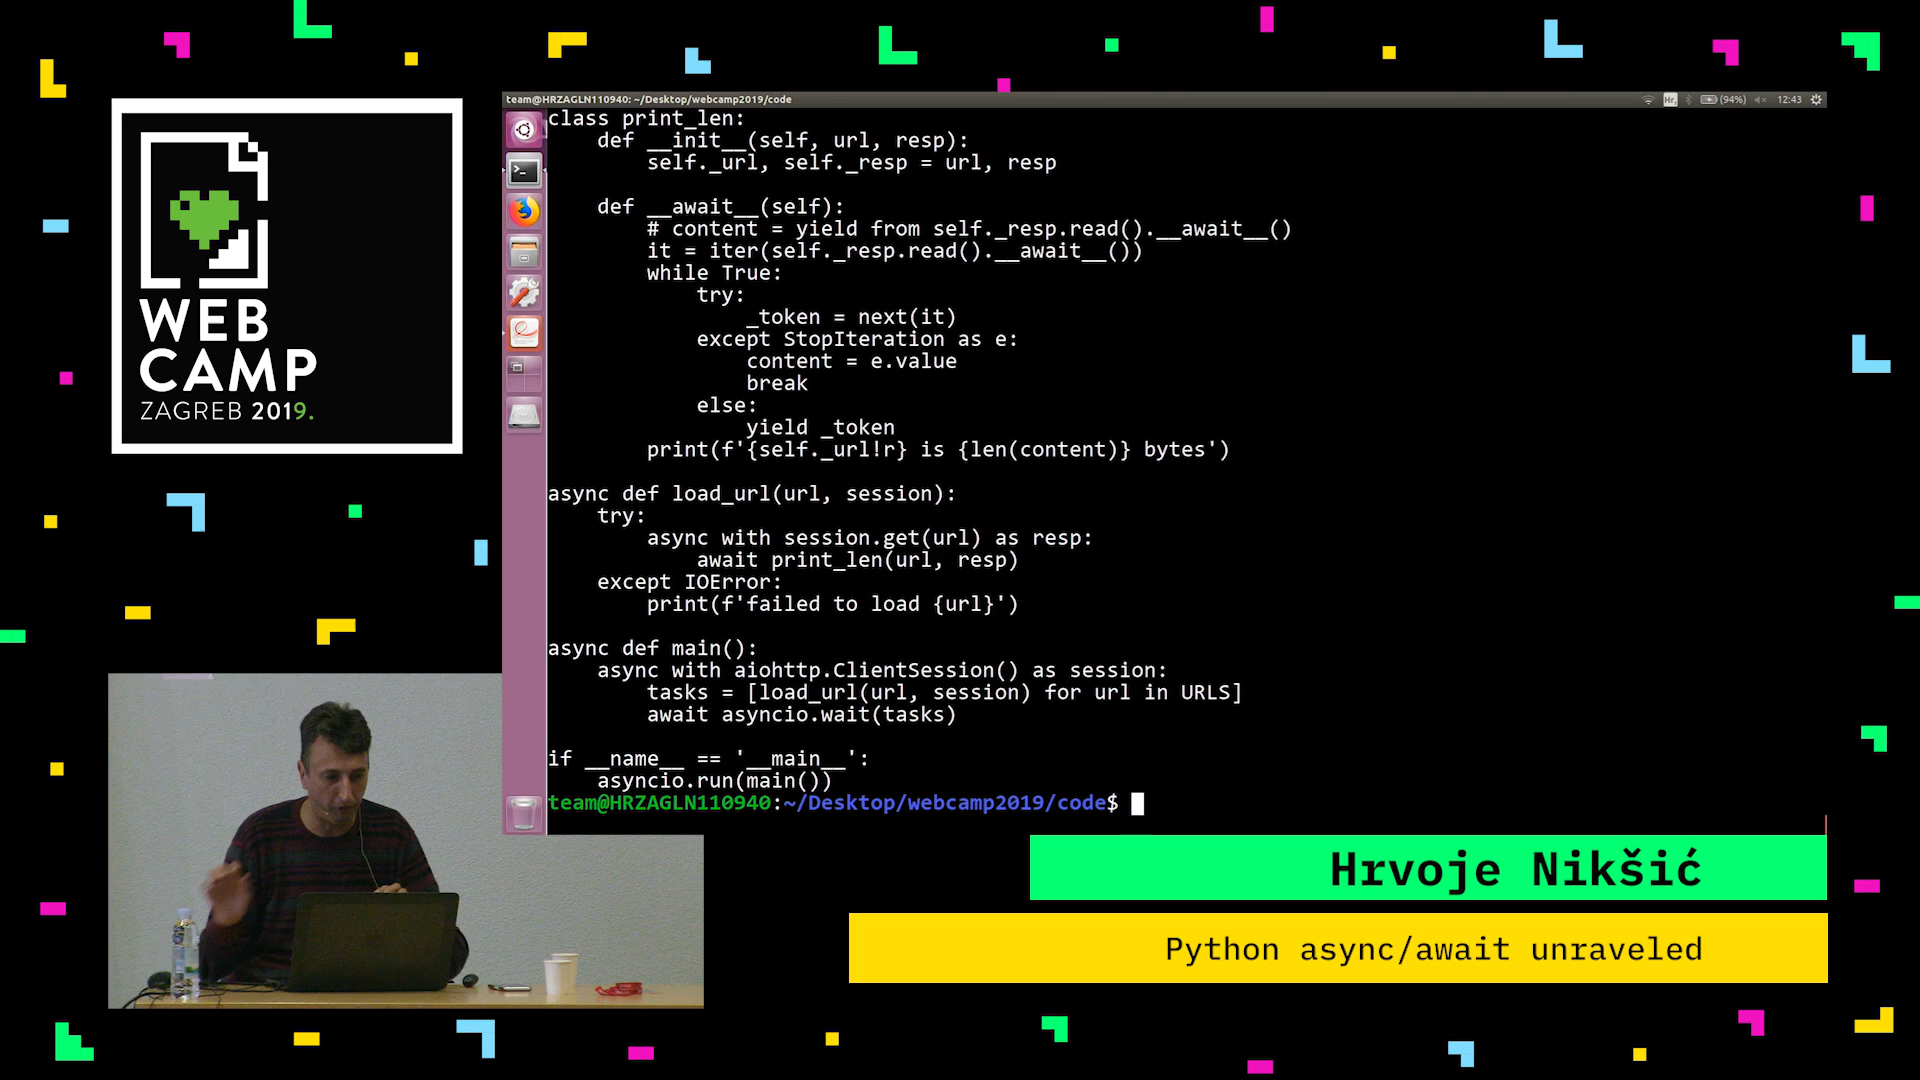 WEB
CAMP
ZAGREB 2019.
team@HRZAGLN110940: ~/Desktop/webcamp2019/code
Hr. (94%) 12:43
class print_len:
    def __init__(self, url, resp):
        self._url, self._resp = url, resp
    def __await__(self):
        # content = yield from self._resp.read().__await__()
        it = iter(self._resp.read().__await__())
        while True:
            try:
                _token = next(it)
            except StopIteration as e:
                content = e.value
                break
            else:
                yield _token
        print(f'{self._url!r} is {len(content)} bytes')
async def load_url(url, session):
    try:
        async with session.get(url) as resp:
            await print_len(url, resp)
    except IOError:
        print(f'failed to load {url}')
async def main():
    async with aiohttp.ClientSession() as session:
        tasks = [load_url(url, session) for url in URLS]
        await asyncio.wait(tasks)
if __name__ == '__main__':
    asyncio.run(main())
team@HRZAGLN110940:~/Desktop/webcamp2019/code$
Hrvoje Nikšić
Python async/await unraveled